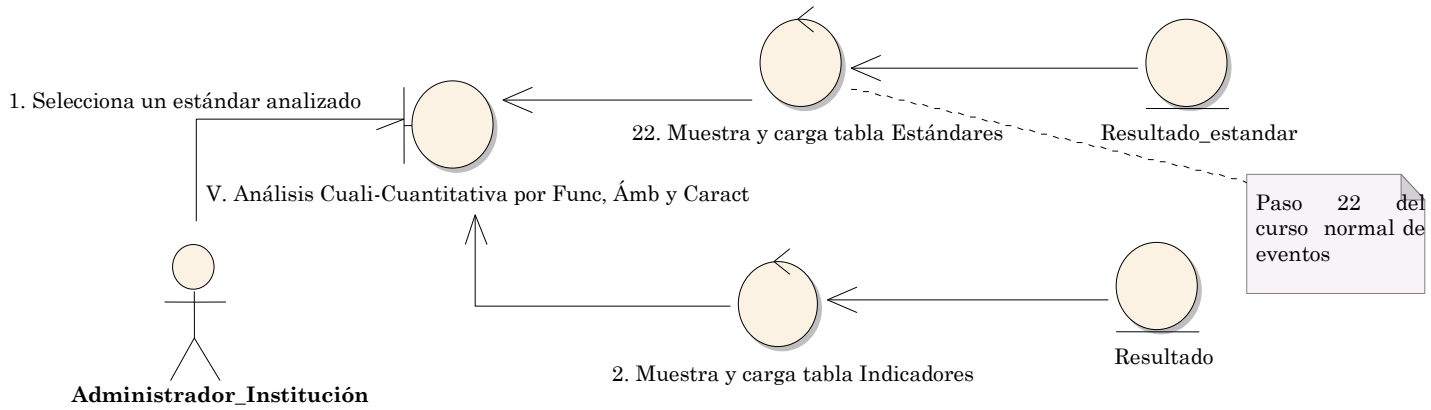 1. Selecciona un estándar analizado
22. Muestra y carga tabla Estándares
Resultado_estandar
V. Análisis Cuali-Cuantitativa por Func, Ámb y Caract
Paso 22 del
curso normal de
eventos
2. Muestra y carga tabla Indicadores
Resultado
Administrador_Institución